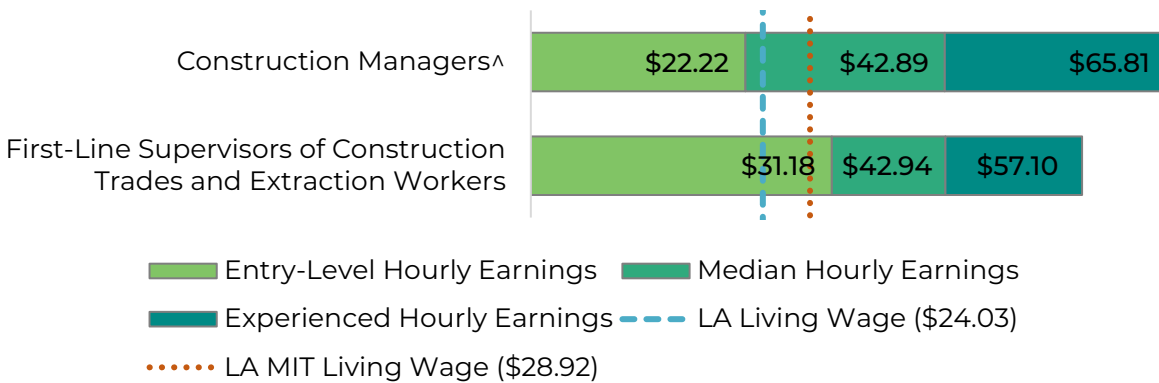 Construction Managers^
$22.22 $42.89 $65.81
First-Line Supervisors of Construction
Trades and Extraction Workers
$31.18 $42.94 $57.10
Entry-Level Hourly Earnings Median Hourly Earnings
Experienced Hourly Earnings LA Living Wage ($24.03)
LA MIT Living Wage ($28.92)